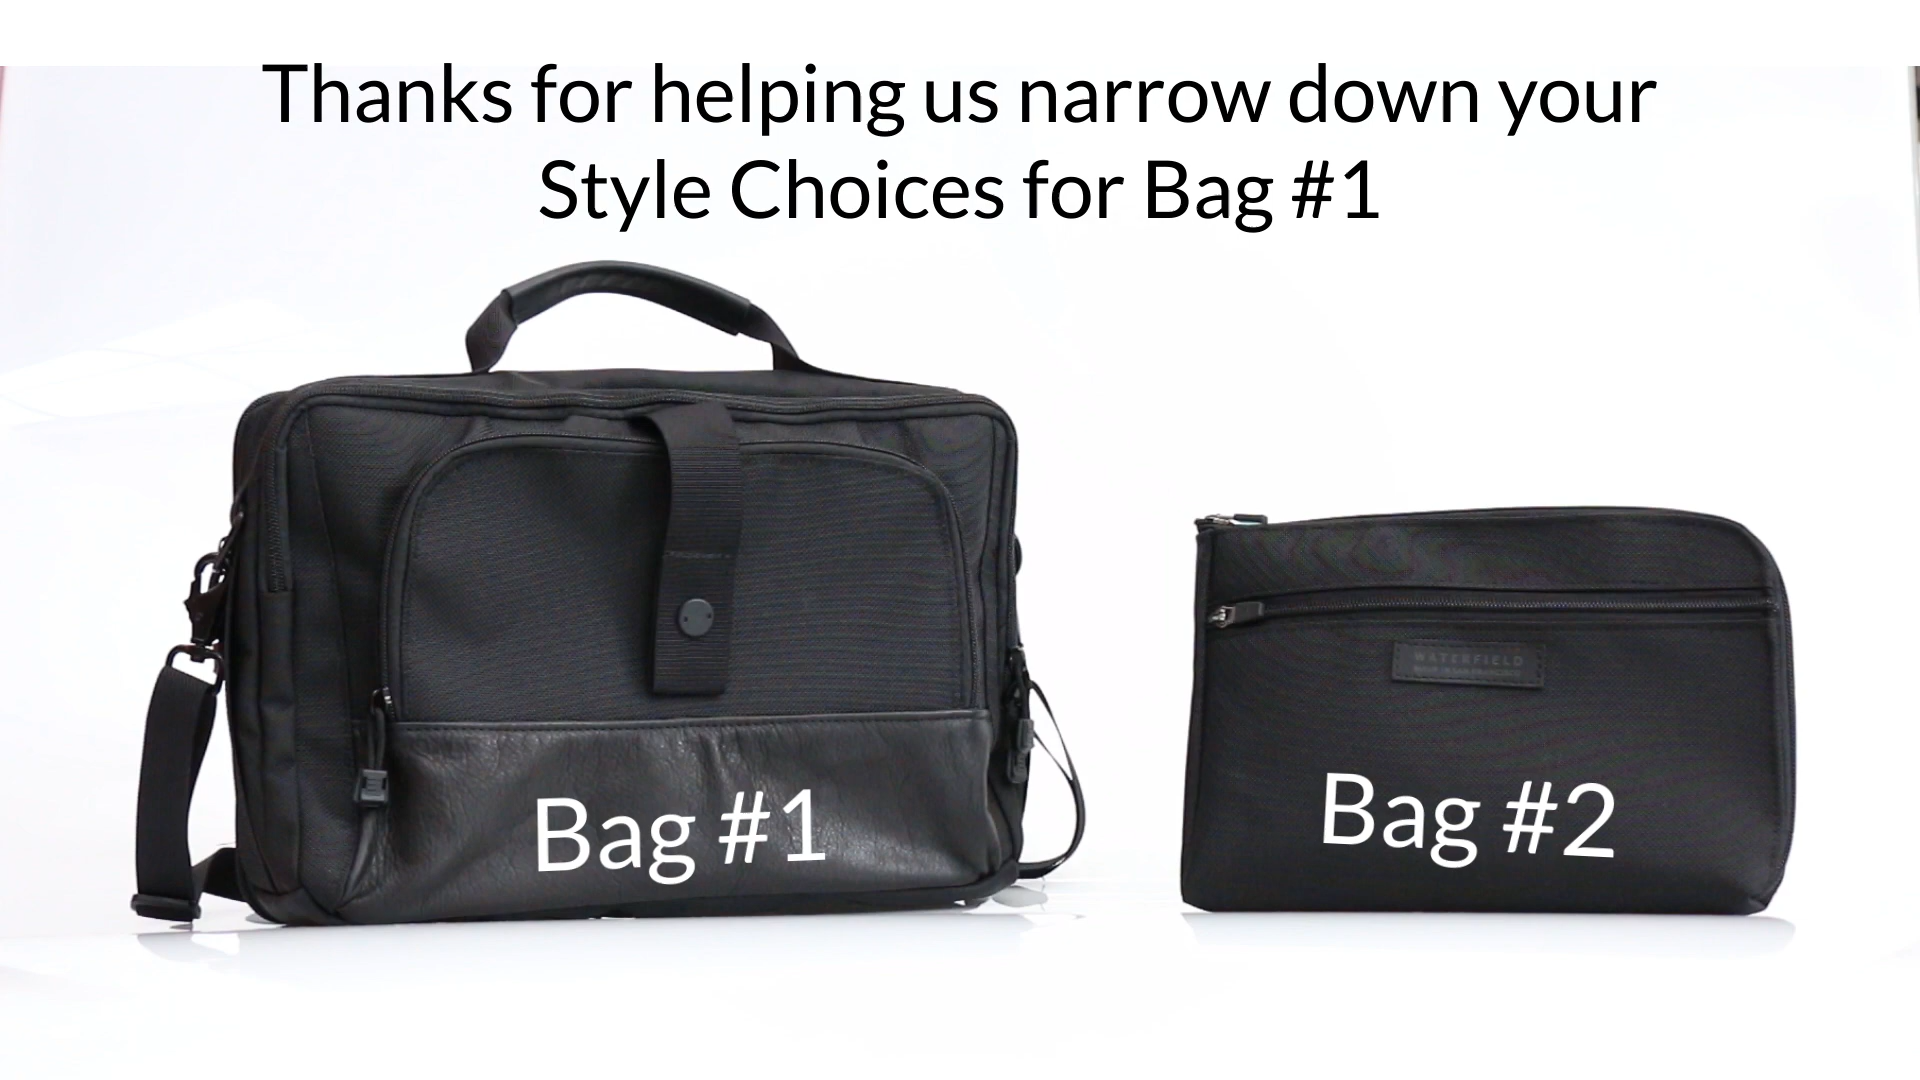 Thanks for helping us narrow down your
Style Choices for Bag #1
Bag #1
WATERFIELD
Bag #2